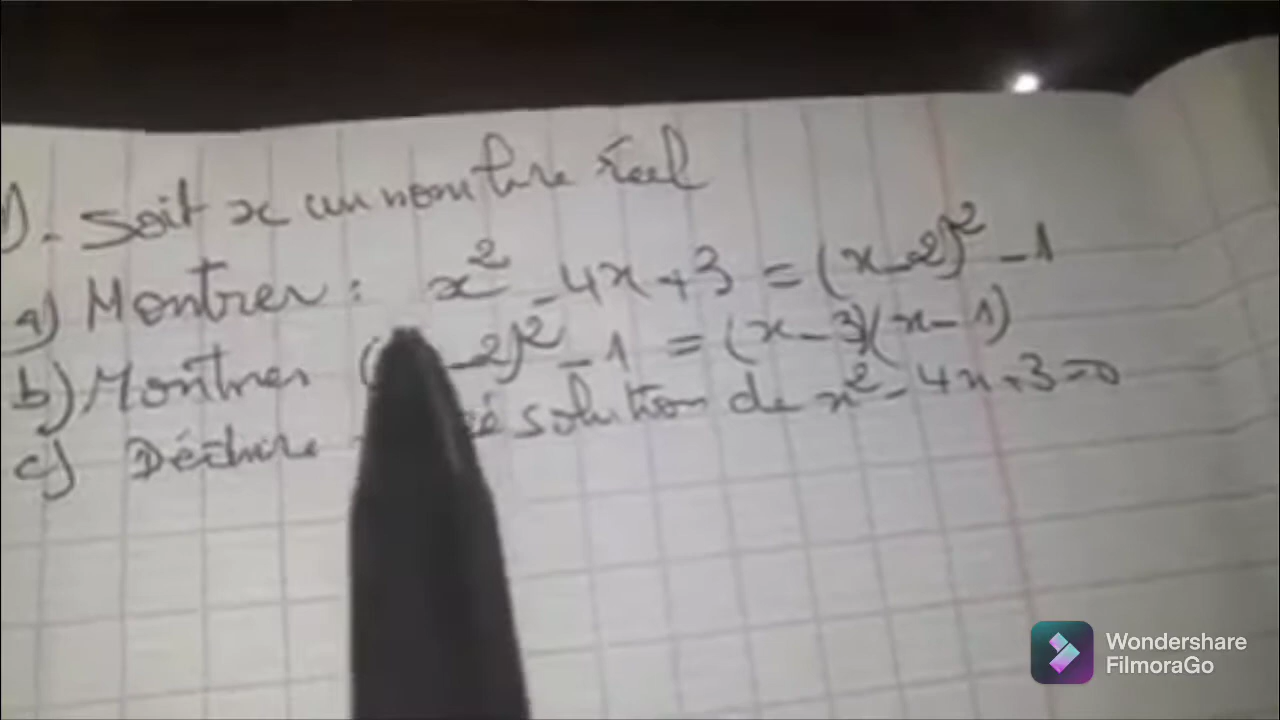 1). Soit x un nombre réel
a) Montrer : x² - 4x + 3 = (x - 2)² - 1
b) Montrer ( - 2)² - 1 = (x - 3)(x - 1)
c) Déduire résolution de x² - 4x + 3 = 0
Wondershare
FilmoraGo